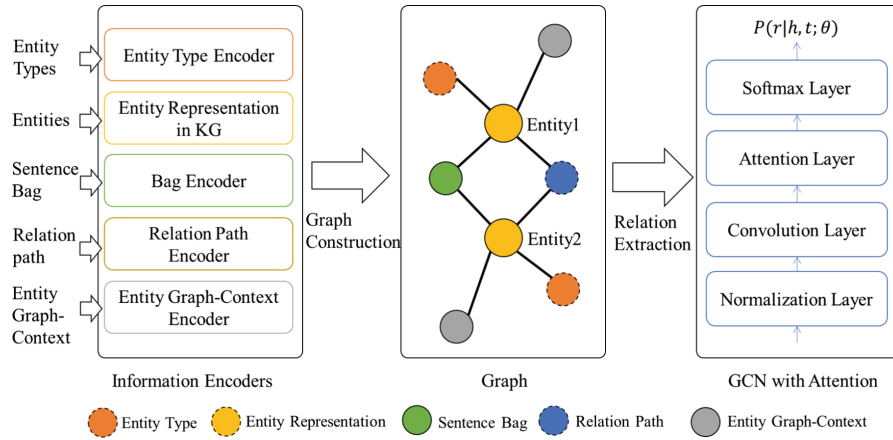 Entity
Types
Entity Type Encoder
Entities
Entity Representation
in KG
Sentence
Bag
Bag Encoder
Relation
path
Relation Path
Encoder
Entity
Graph-
Context
Entity Graph-Context
Encoder
Information Encoders
Graph
Construction
Entity1
Entity2
Graph
Relation
Extraction
P(r|h, t; θ)
Softmax Layer
Attention Layer
Convolution Layer
Normalization Layer
GCN with Attention
Entity Type
Entity Representation
Sentence Bag
Relation Path
Entity Graph-Context